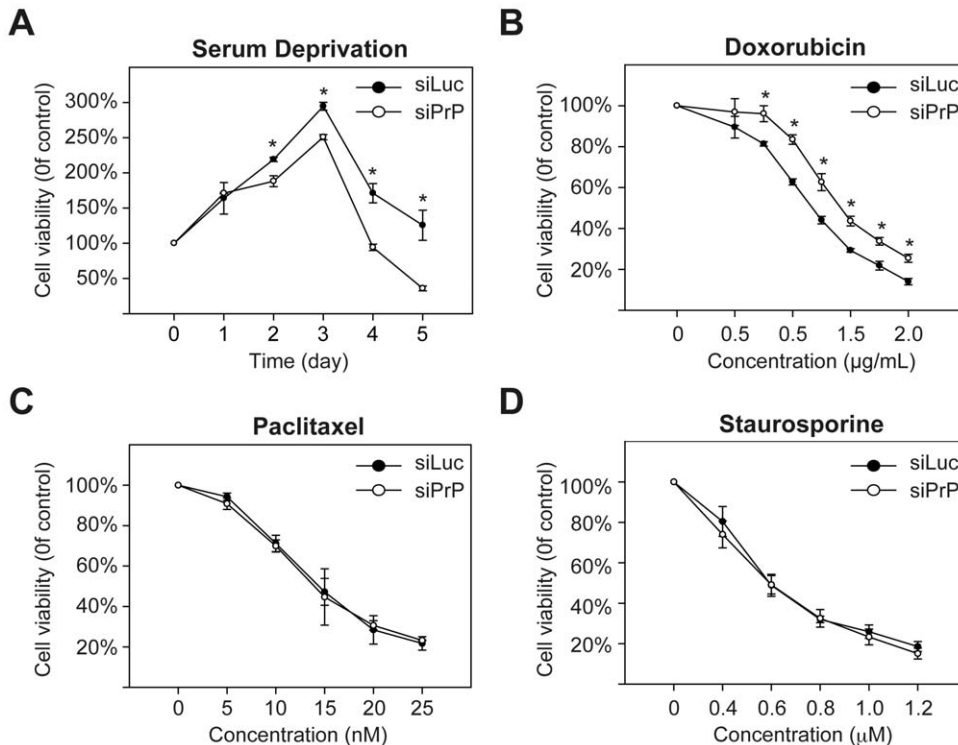 A
Serum Deprivation
siLuc
siPrP
Cell viability (0f control)
300%
250%
200%
150%
100%
50%
*
*
*
*
0 1 2 3 4 5
Time (day)
B
Doxorubicin
siLuc
siPrP
Cell viability (0f control)
100%
80%
60%
40%
20%
*
*
*
*
*
*
0 0.5 0.5 1.5 2.0
Concentration (µg/mL)
C
Paclitaxel
siLuc
siPrP
Cell viability (0f control)
100%
80%
60%
40%
20%
0 5 10 15 20 25
Concentration (nM)
D
Staurosporine
siLuc
siPrP
Cell viability (0f control)
100%
80%
60%
40%
20%
0 0.4 0.6 0.8 1.0 1.2
Concentration (µM)